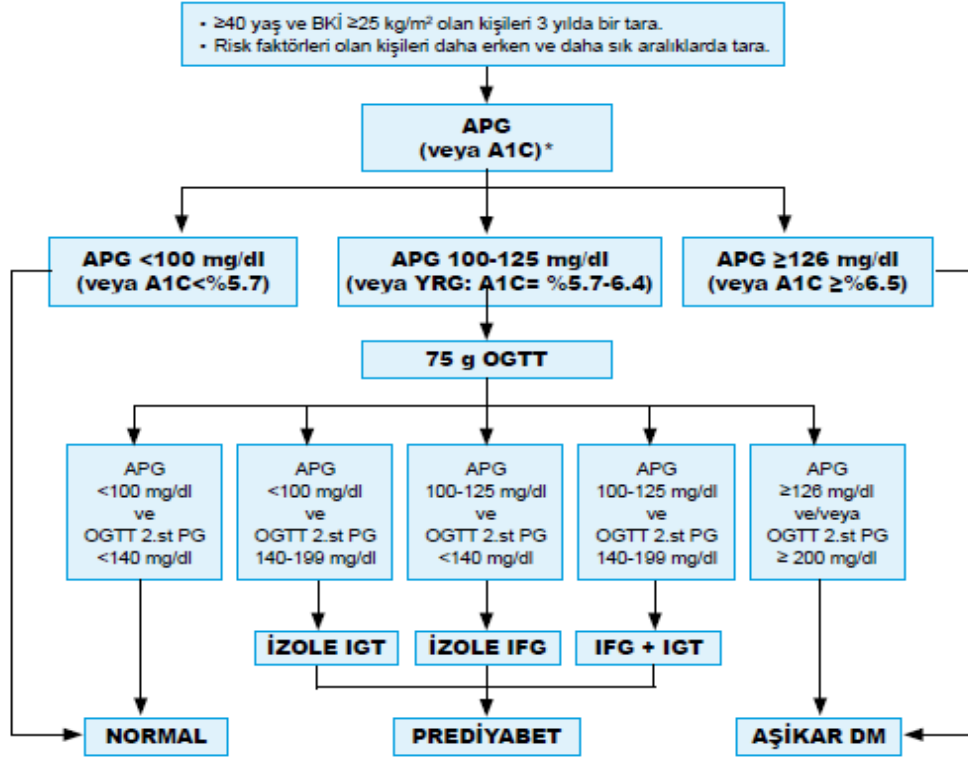 • ≥40 yaş ve BKİ ≥25 kg/m² olan kişileri 3 yılda bir tara.
• Risk faktörleri olan kişileri daha erken ve daha sık aralıklarda tara.
APG
(veya A1C)*
APG <100 mg/dl
(veya A1C<%5.7)
APG 100-125 mg/dl
(veya YRG: A1C= %5.7-6.4)
APG ≥126 mg/dl
(veya A1C ≥%6.5)
75 g OGTT
APG
<100 mg/dl
ve
OGTT 2.st PG
<140 mg/dl
APG
<100 mg/dl
ve
OGTT 2.st PG
140-199 mg/dl
APG
100-125 mg/dl
ve
OGTT 2.st PG
<140 mg/dl
APG
100-125 mg/dl
ve
OGTT 2.st PG
140-199 mg/dl
APG
≥126 mg/dl
ve/veya
OGTT 2.st PG
≥ 200 mg/dl
İZOLE IGT
İZOLE IFG
IFG + IGT
NORMAL
PREDİYABET
AŞİKAR DM